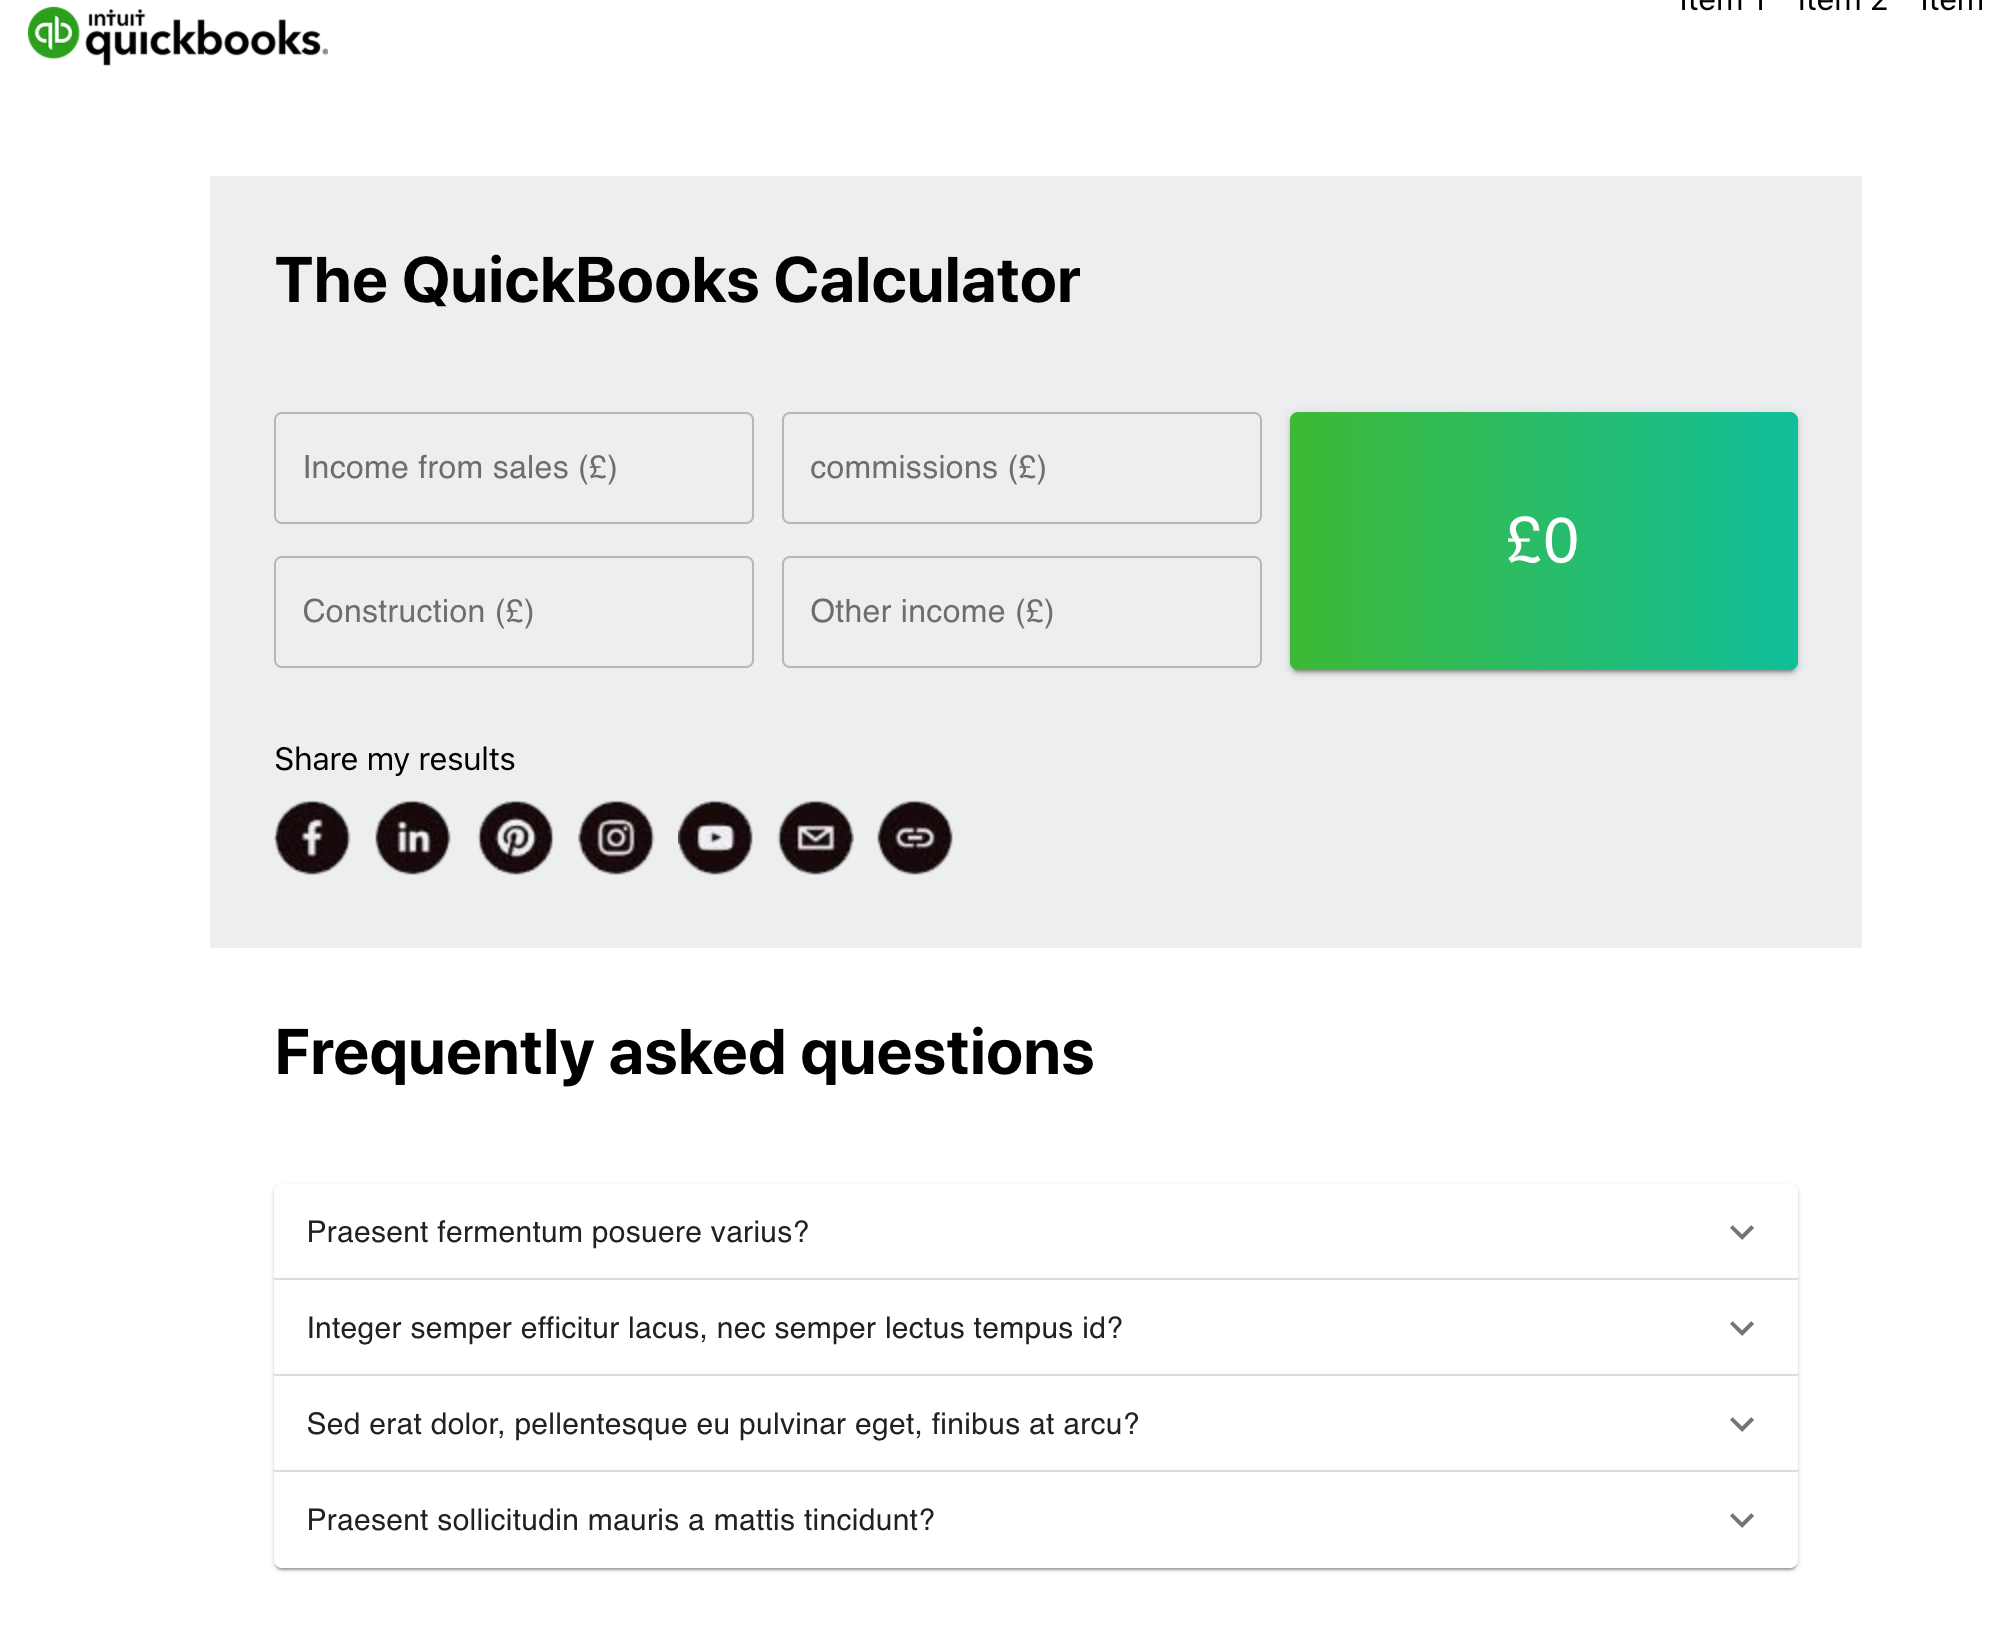 ıntuıt
quickbooks.
Item 1 Item 2 Item
The QuickBooks Calculator
Income from sales (£) commissions (£)
£0
Construction (£) Other income (£)
Share my results
Frequently asked questions
Praesent fermentum posuere varius?
Integer semper efficitur lacus, nec semper lectus tempus id?
Sed erat dolor, pellentesque eu pulvinar eget, finibus at arcu?
Praesent sollicitudin mauris a mattis tincidunt?